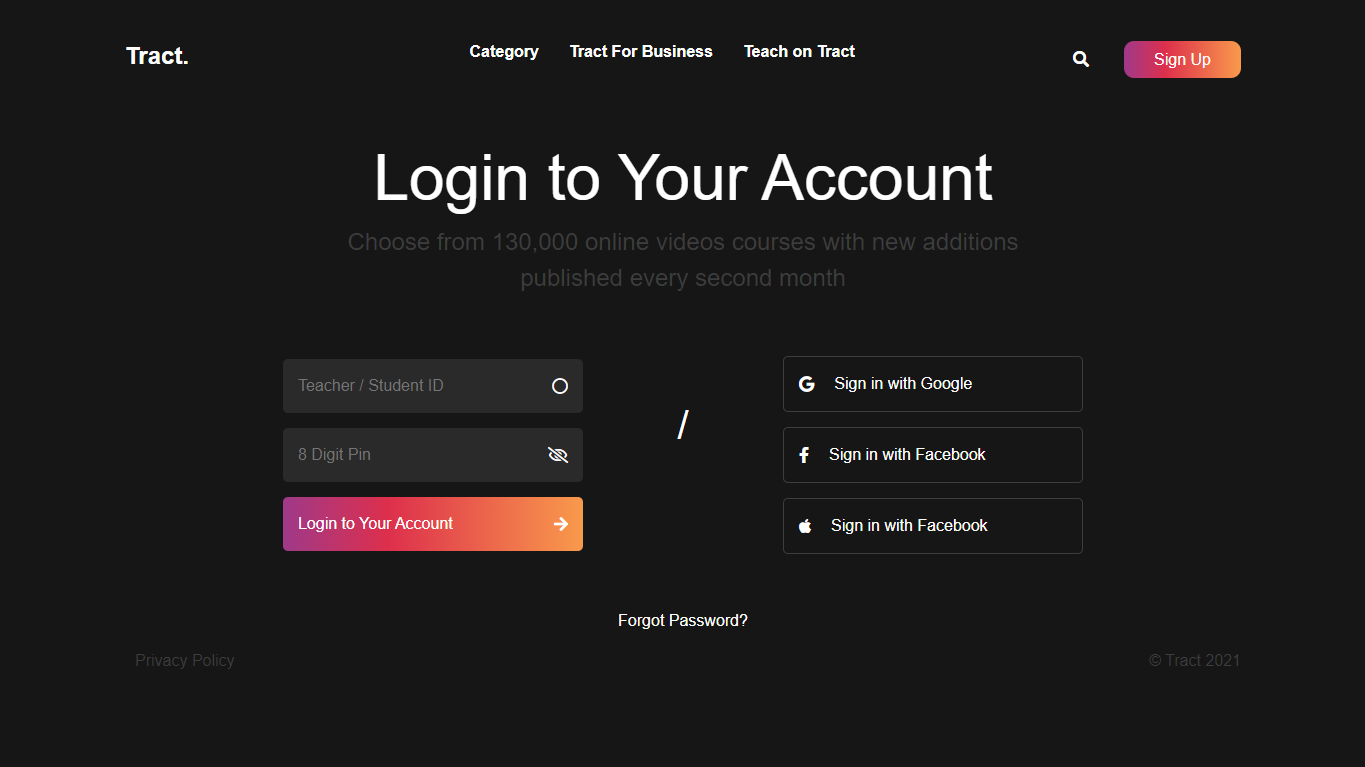 Tract.
Category
Tract For Business
Teach on Tract
Sign Up
Login to Your Account
Choose from 130,000 online videos courses with new additions
published every second month
Teacher / Student ID
8 Digit Pin
Login to Your Account
/
Sign in with Google
Sign in with Facebook
Sign in with Facebook
Forgot Password?
Privacy Policy
© Tract 2021